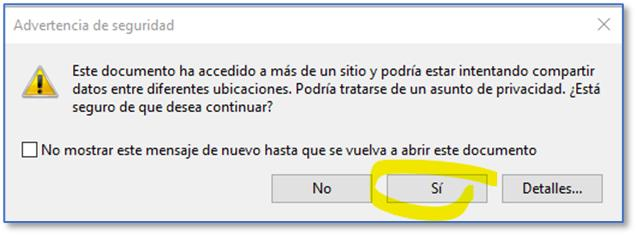 Advertencia de seguridad
Este documento ha accedido a más de un sitio y podría estar intentando compartir
datos entre diferentes ubicaciones. Podría tratarse de un asunto de privacidad. ¿Está
seguro de que desea continuar?
No mostrar este mensaje de nuevo hasta que se vuelva a abrir este documento
No Sí Detalles...